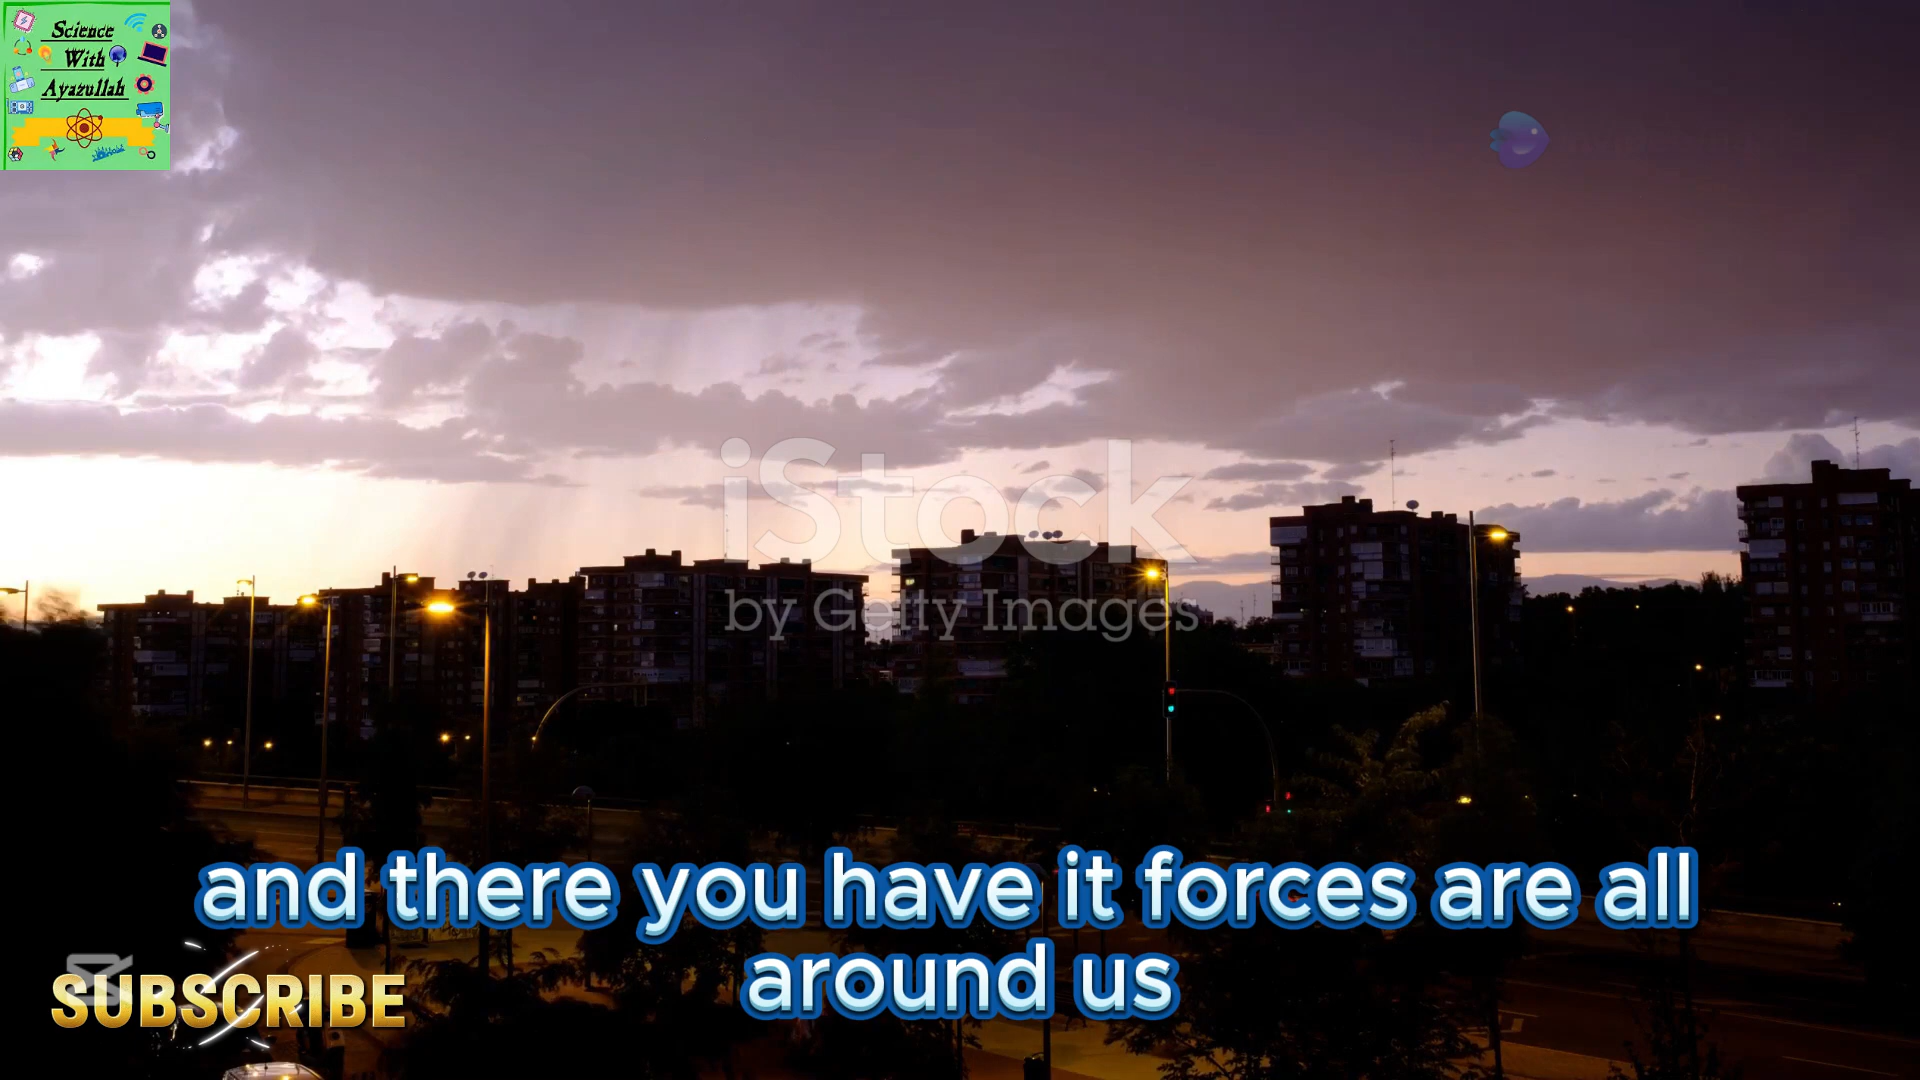 Science
With
Ayazullah
iStock
by Getty Images
and there you have it forces are all
around us
SUBSCRIBE